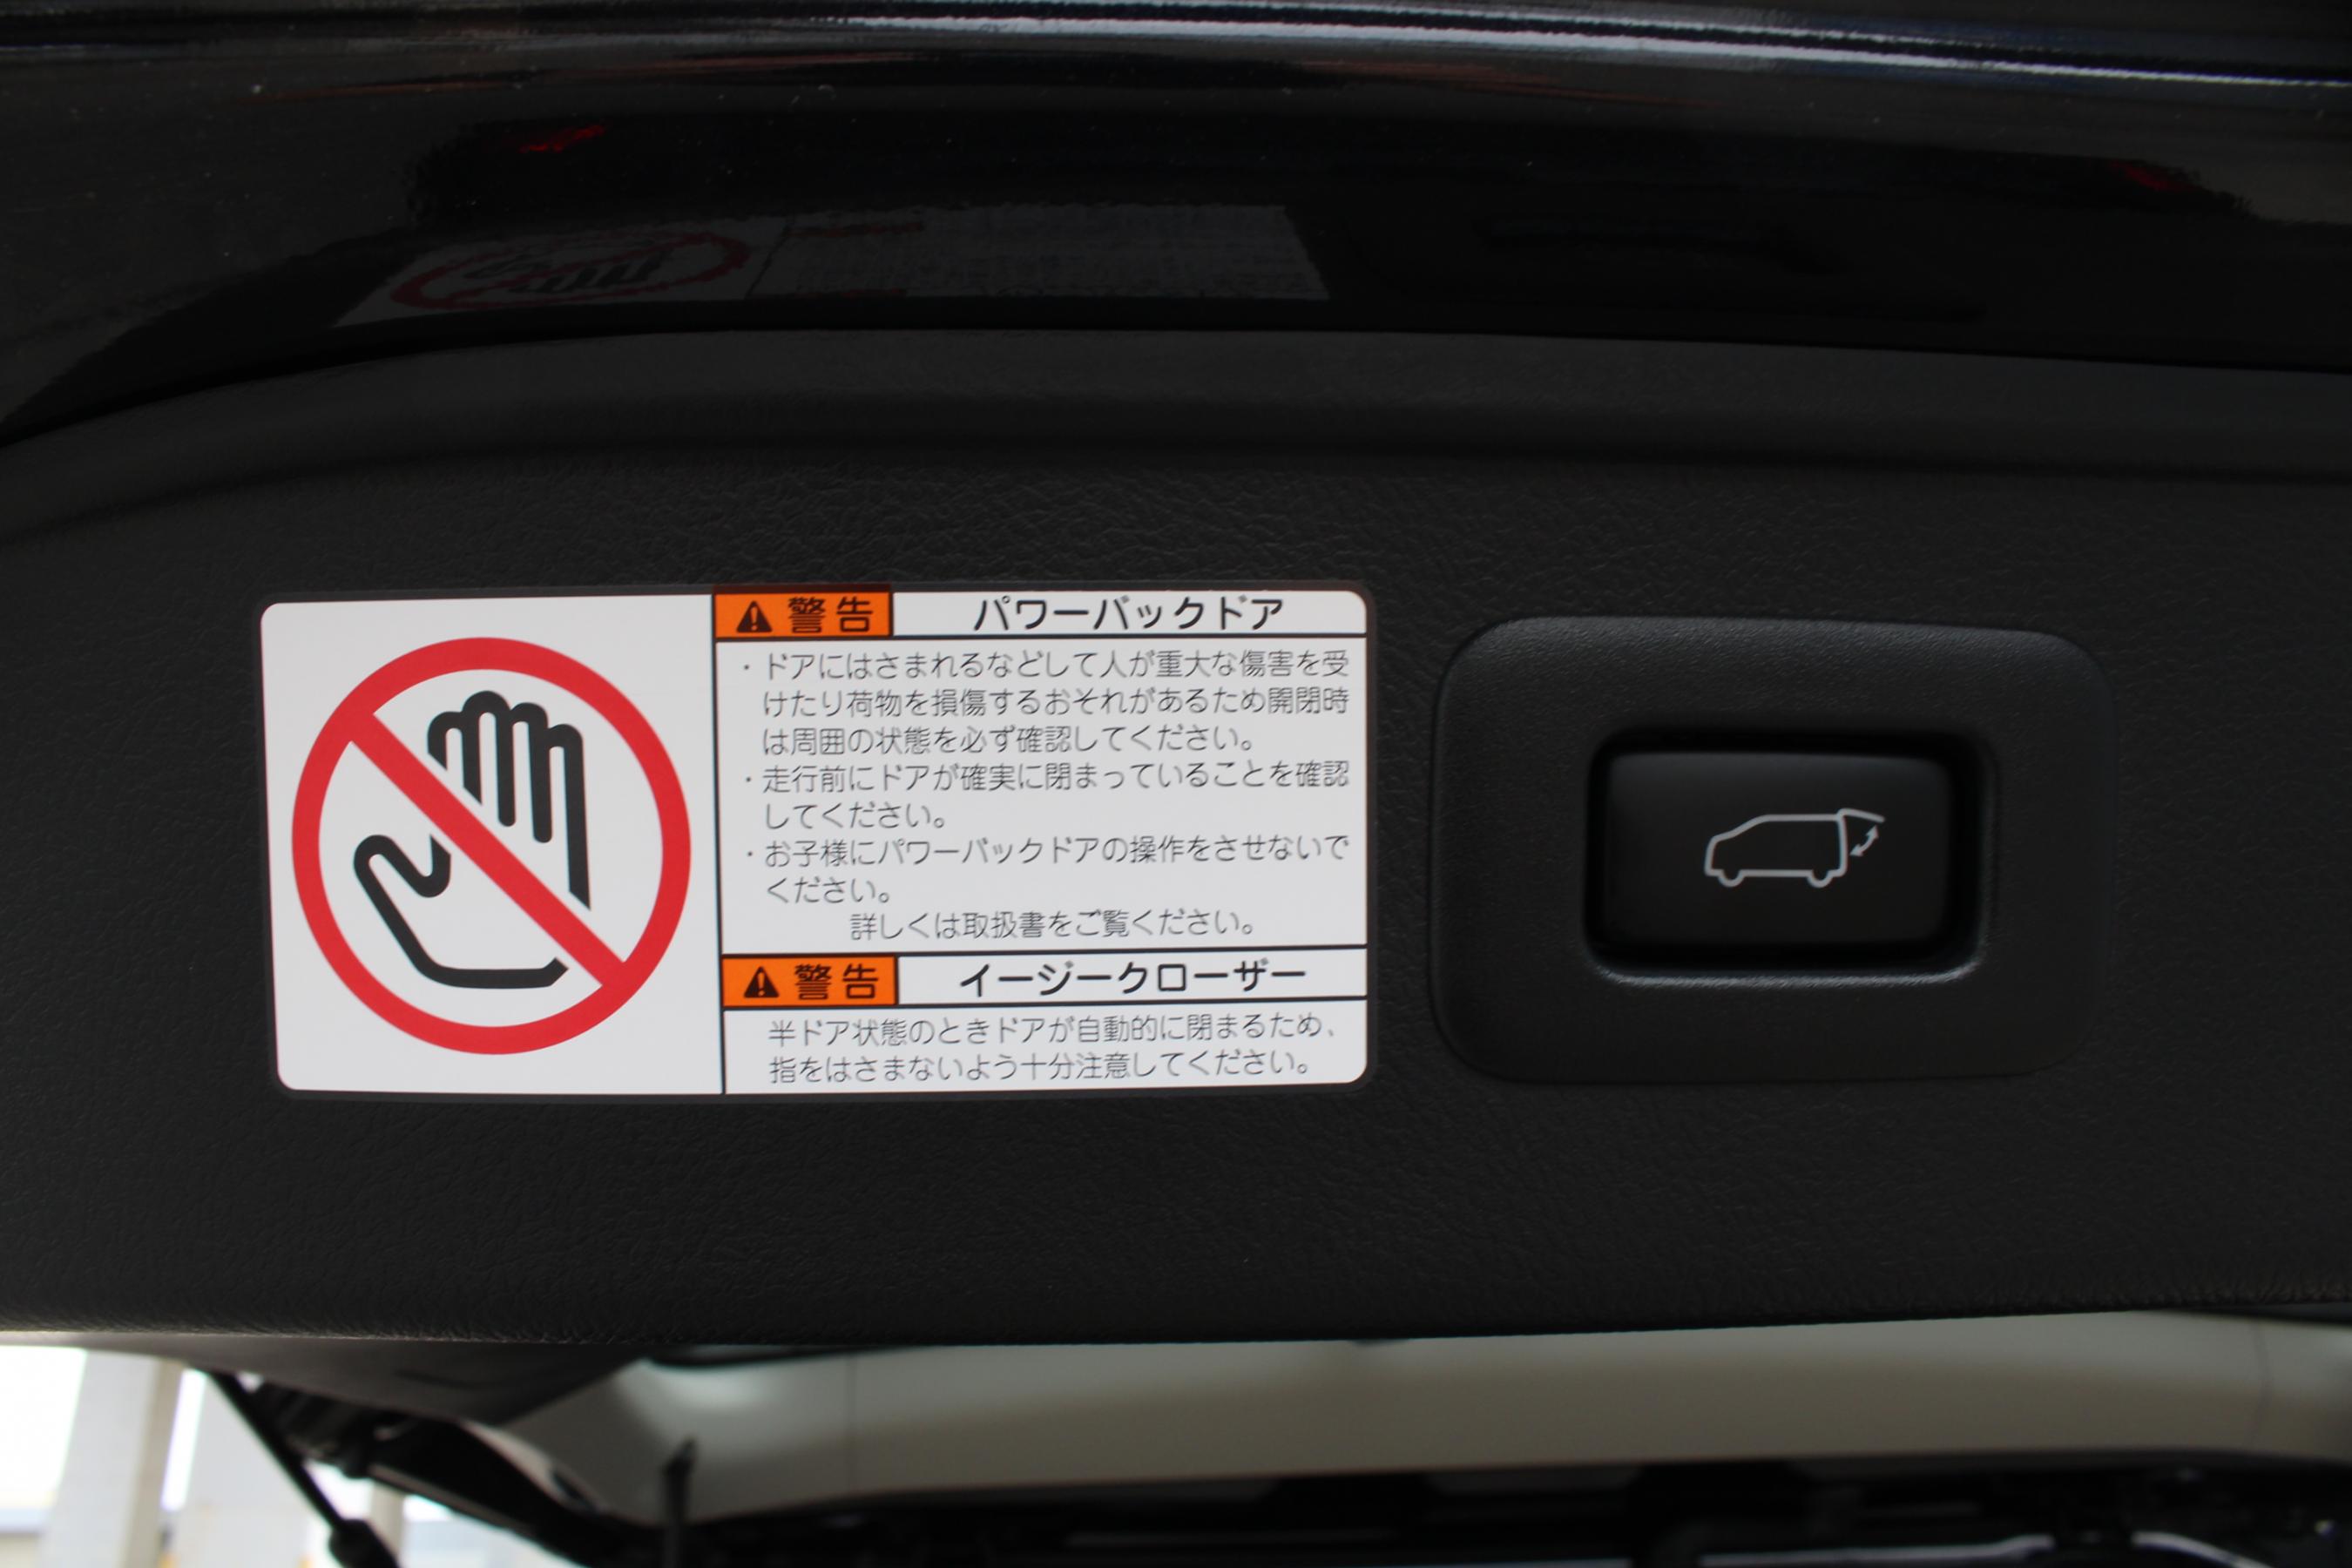 警告 パワーバックドア
・ドアにはさまれるなどして人が重大な傷害を受
けたり荷物を損傷するおそれがあるため開閉時
は周囲の状態を必ず確認してください。
・走行前にドアが確実に閉まっていることを確認
してください。
・お子様にパワーバックドアの操作をさせないで
ください。
詳しくは取扱書をご覧ください。
警告 イージークローザー
半ドア状態のときドアが自動的に閉まるため、
指をはさまないよう十分注意してください。